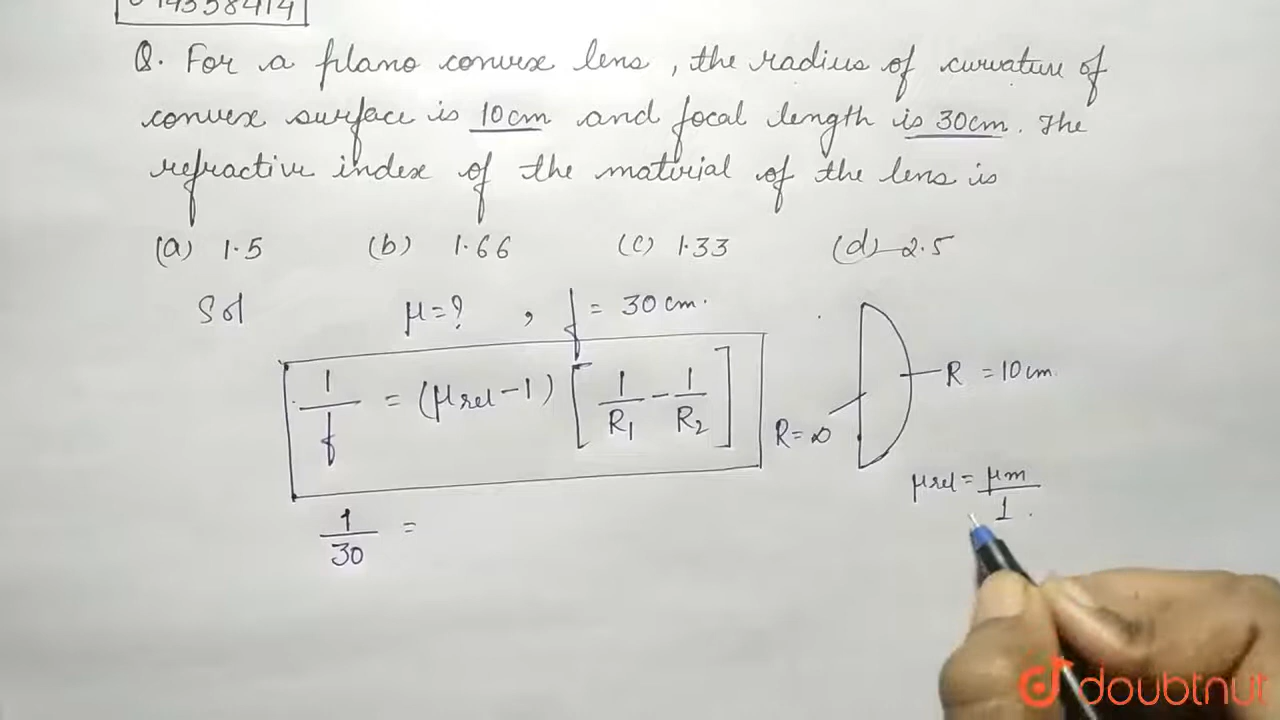 Q. For a plano convex lens, the radius of curvature of
convex surface is 10cm and focal length is 30cm. The
refractive index of the material of the lens is
(a) 1.5 (b) 1.66 (c) 1.33 (d) 2.5
Sol μ=? , f = 30 cm.
1/f = (μrel - 1) [1/R1 - 1/R2]
R = 10cm.
R=∞
μrel = μm/1.
1/30 =
doubtnut